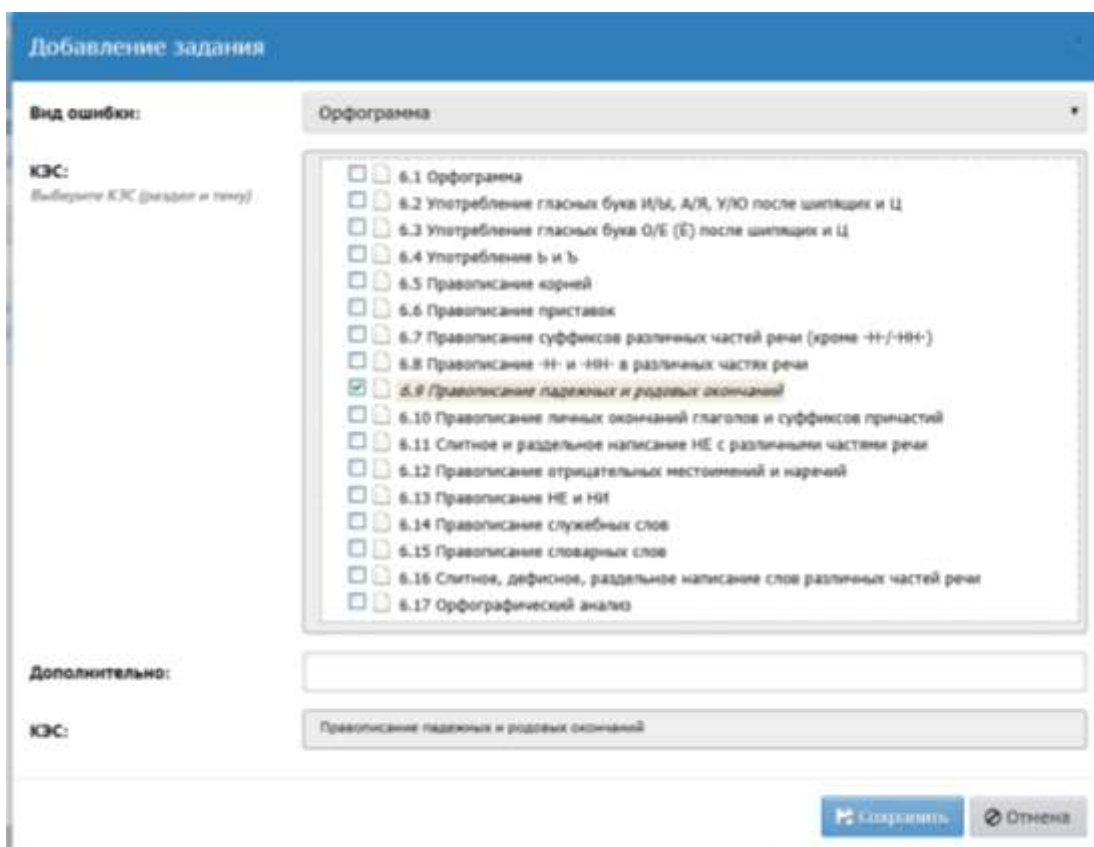 Добавление задания
Вид ошибки:
Орфограмма
КЭС:
Выберите КЭС (раздел и тему)
6.1 Орфограмма
6.2 Употребление гласных букв И/Ы, А/Я, У/Ю после шипящих и Ц
6.3 Употребление гласных букв О/Е (Ё) после шипящих и Ц
6.4 Употребление Ь и Ъ
6.5 Правописание корней
6.6 Правописание приставок
6.7 Правописание суффиксов различных частей речи (кроме -Н-/-НН-)
6.8 Правописание -Н- и -НН- в различных частях речи
6.9 Правописание падежных и родовых окончаний
6.10 Правописание личных окончаний глаголов и суффиксов причастий
6.11 Слитное и раздельное написание НЕ с различными частями речи
6.12 Правописание отрицательных местоимений и наречий
6.13 Правописание НЕ и НИ
6.14 Правописание служебных слов
6.15 Правописание словарных слов
6.16 Слитное, дефисное, раздельное написание слов различных частей речи
6.17 Орфографический анализ
Дополнительно:
КЭС:
Правописание падежных и родовых окончаний
Сохранить
Отмена